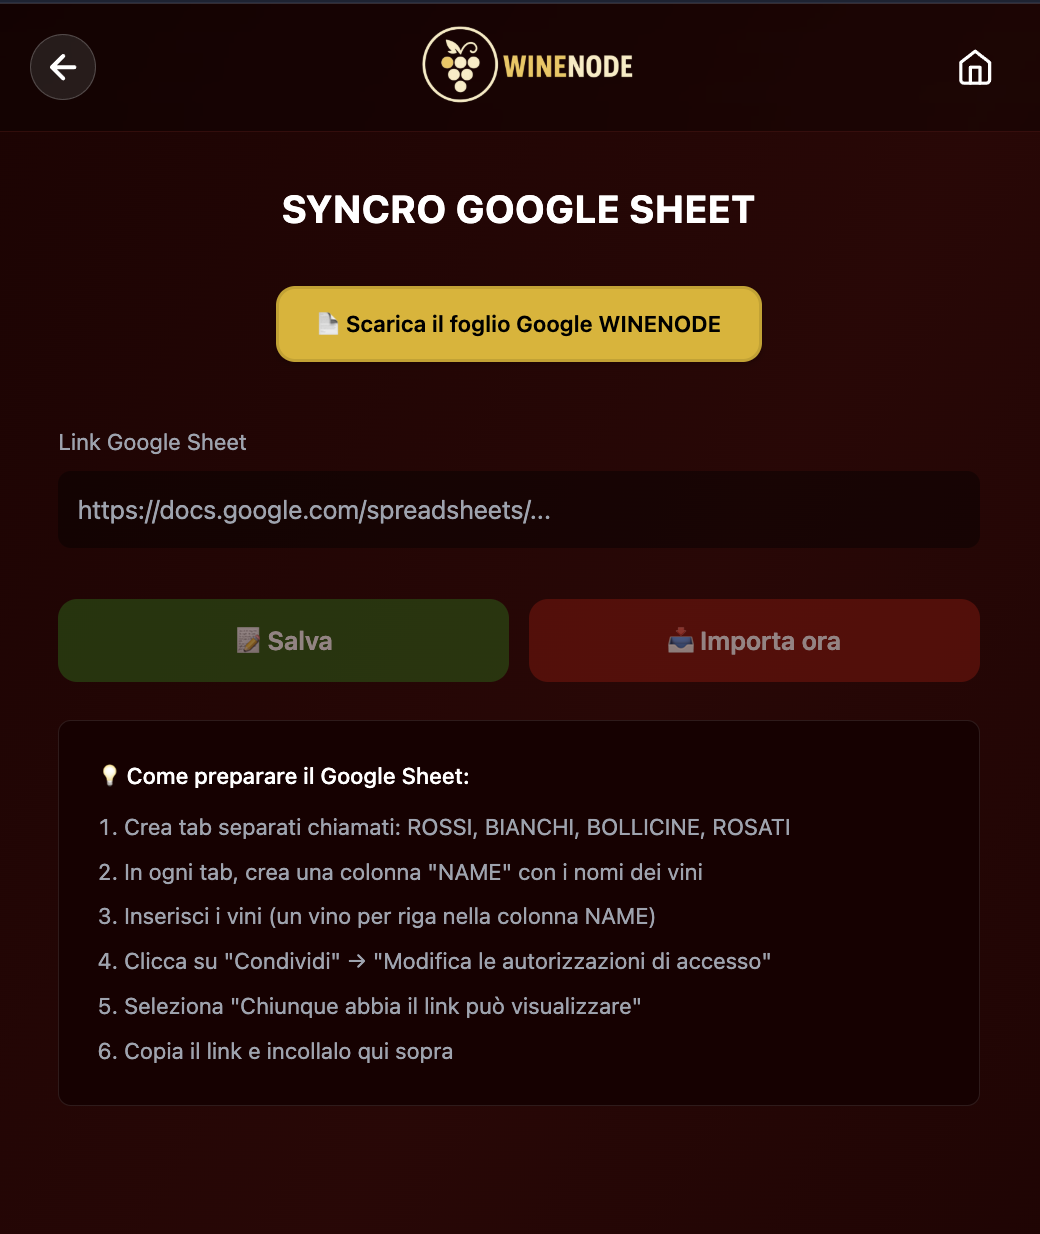 WINENODE
SYNCRO GOOGLE SHEET
Scarica il foglio Google WINENODE
Link Google Sheet
https://docs.google.com/spreadsheets/...
Salva
Importa ora
Come preparare il Google Sheet:
1. Crea tab separati chiamati: ROSSI, BIANCHI, BOLLICINE, ROSATI
2. In ogni tab, crea una colonna "NAME" con i nomi dei vini
3. Inserisci i vini (un vino per riga nella colonna NAME)
4. Clicca su "Condividi" → "Modifica le autorizzazioni di accesso"
5. Seleziona "Chiunque abbia il link può visualizzare"
6. Copia il link e incollalo qui sopra